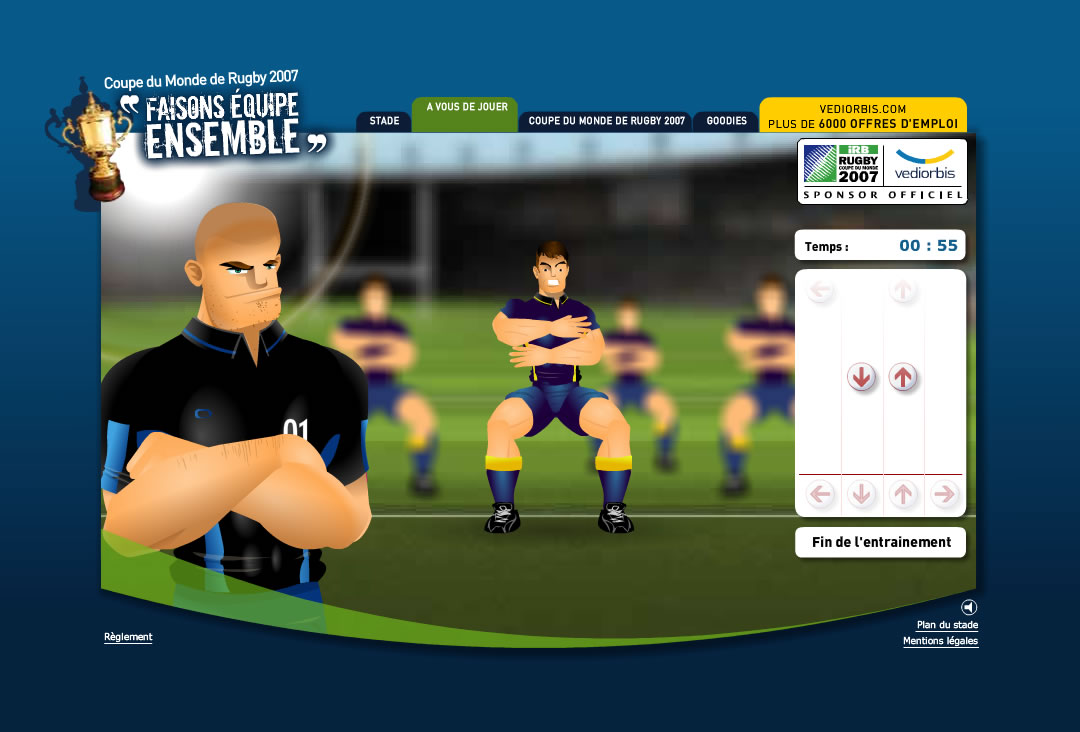 Coupe du Monde de Rugby 2007
“ FAISONS ÉQUIPE
ENSEMBLE ”
STADE
A VOUS DE JOUER
COUPE DU MONDE DE RUGBY 2007
GOODIES
VEDIORBIS.COM
PLUS DE 6000 OFFRES D'EMPLOI
iRB
RUGBY
COUPE DU MONDE
2007
vediorbis
SPONSOR OFFICIEL
Temps : 00 : 55
01
Fin de l'entrainement
Règlement
Plan du stade
Mentions légales